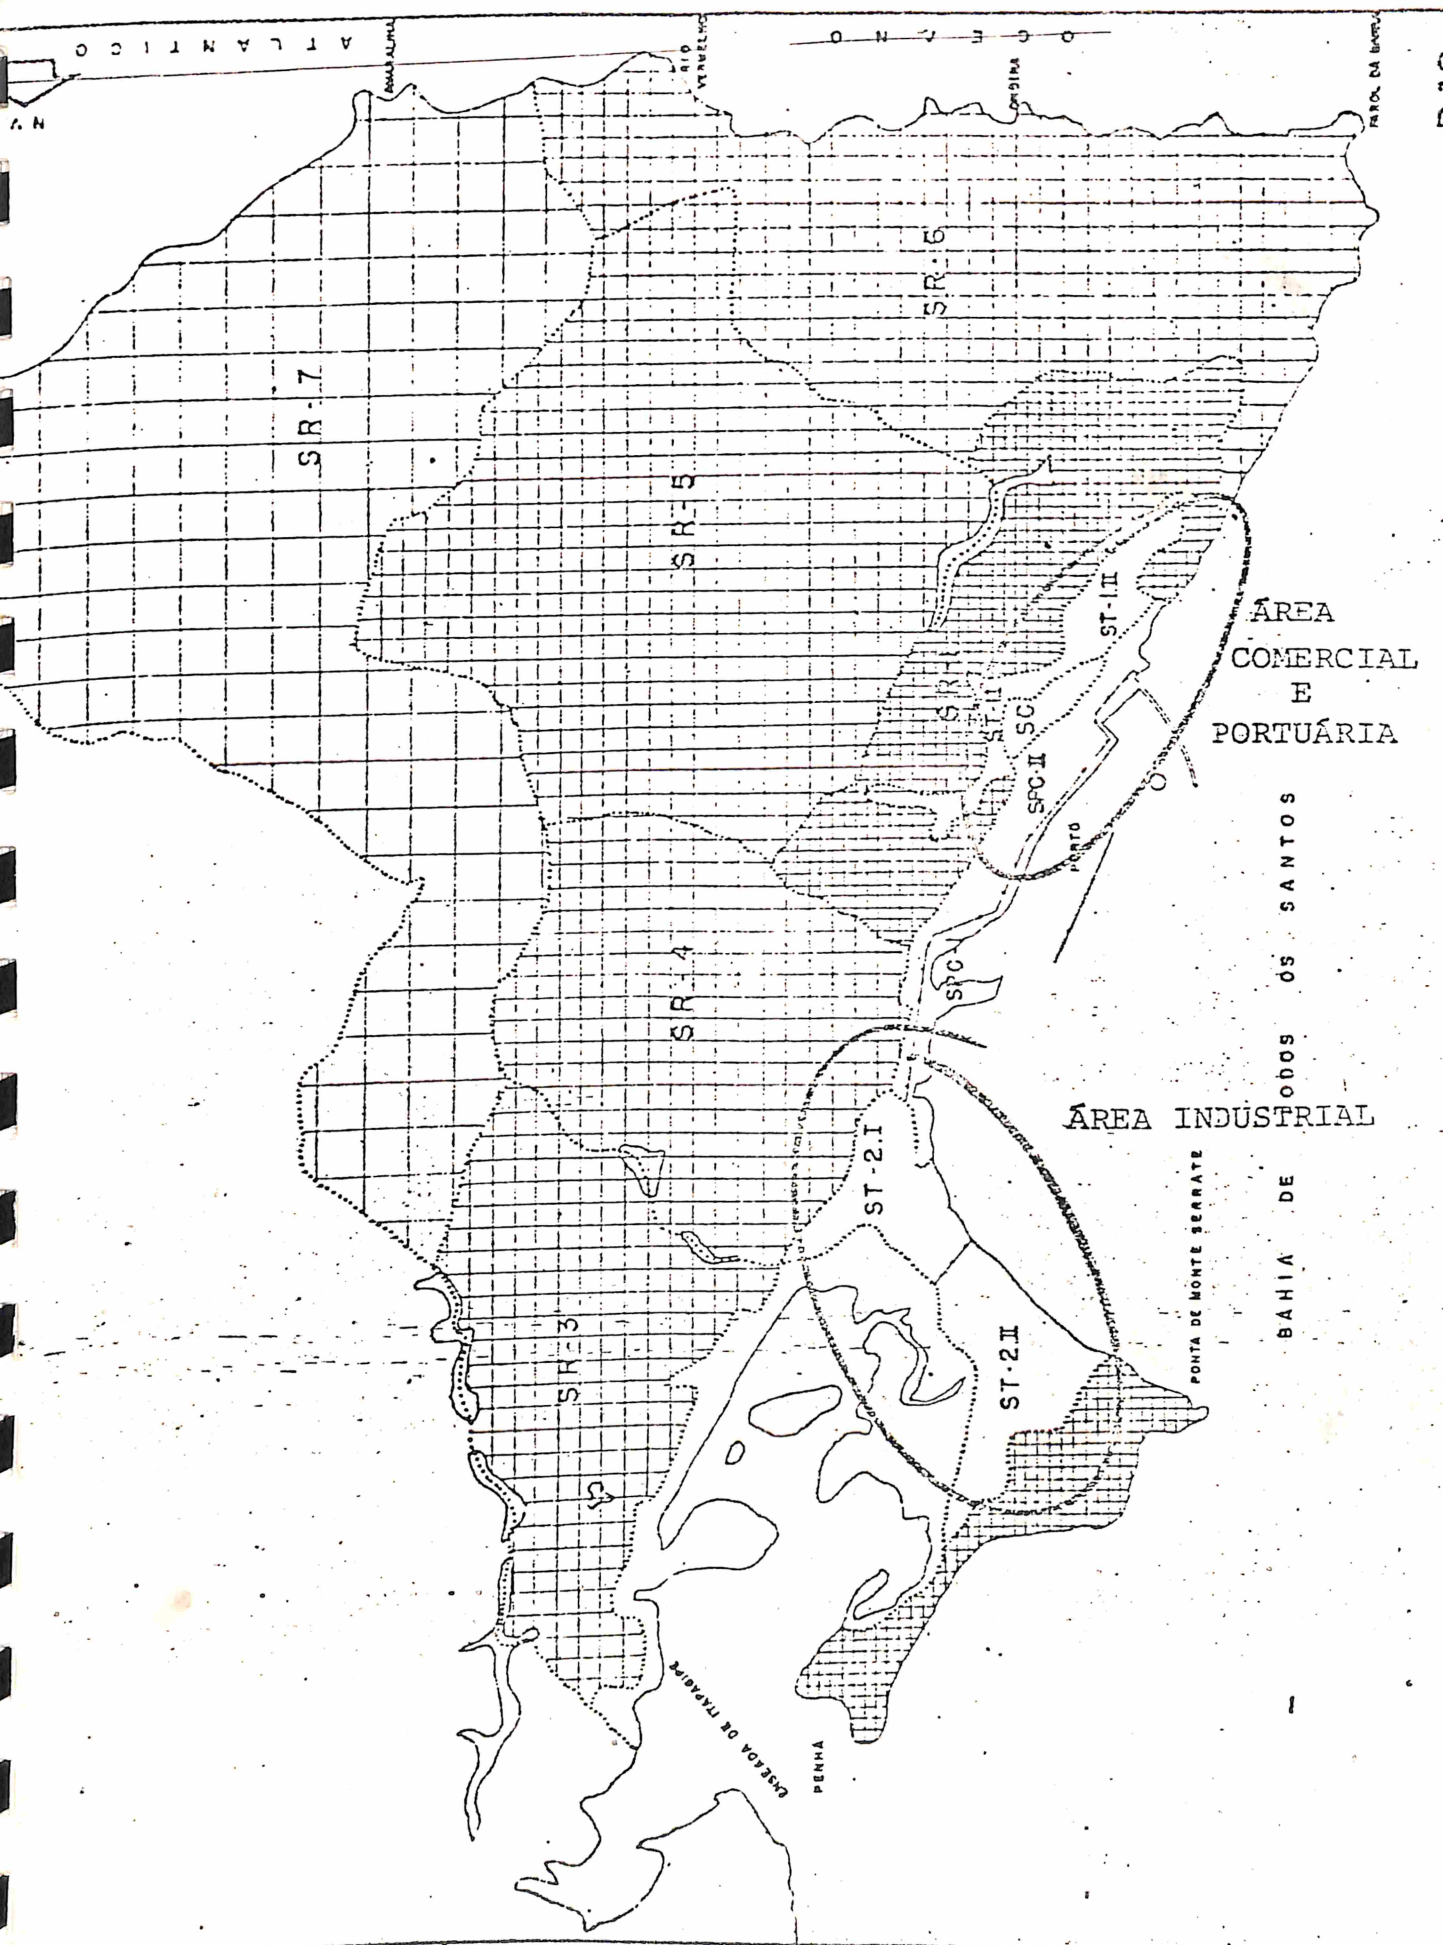 OCEANO
ATLANTICO
AMARALINA
RIO
VERMELHO
ONDINA
FAROL DA BARRA
SR-7
SR-6
SR-5
ST-1.II
SC
SPC-II
PORTO
ÁREA
COMERCIAL
E
PORTUÁRIA
SR-4
SPC
BAHIA DE TODOS OS SANTOS
ÁREA INDUSTRIAL
ST-2.I
PONTA DE MONTE SERRATE
SR-3
ST-2.II
ENSEADA DE ITAPAGIPE
PENHA